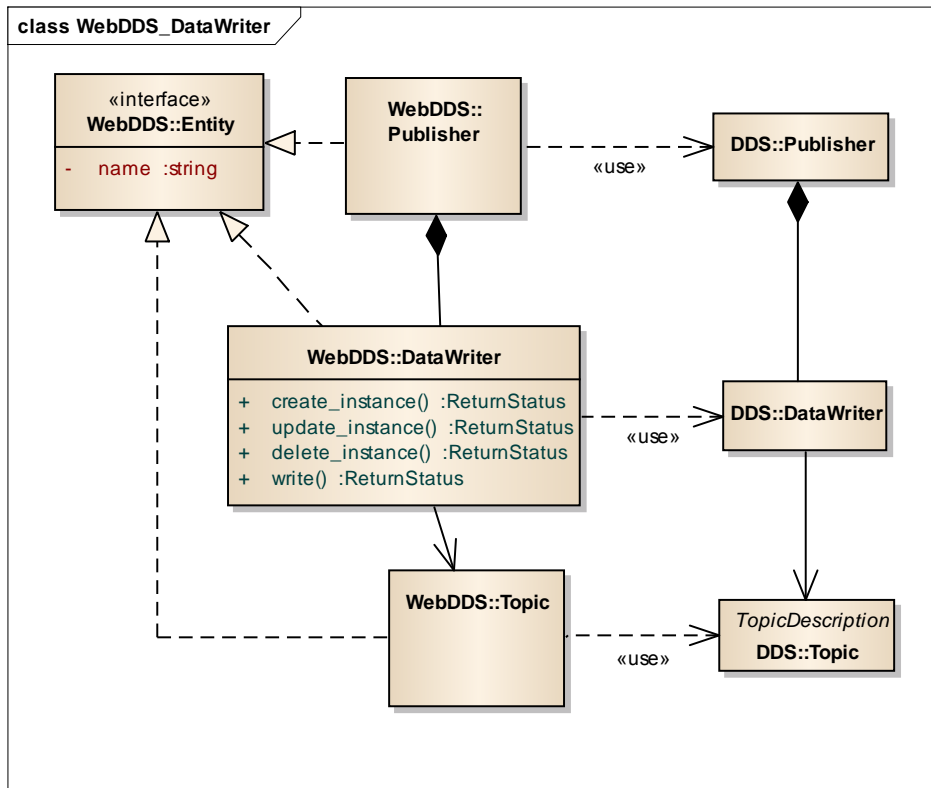 class WebDDS_DataWriter
«interface»
WebDDS::Entity
- name :string
WebDDS::
Publisher
«use»
DDS::Publisher
WebDDS::DataWriter
+ create_instance() :ReturnStatus
+ update_instance() :ReturnStatus
+ delete_instance() :ReturnStatus
+ write() :ReturnStatus
«use»
DDS::DataWriter
WebDDS::Topic
«use»
TopicDescription
DDS::Topic